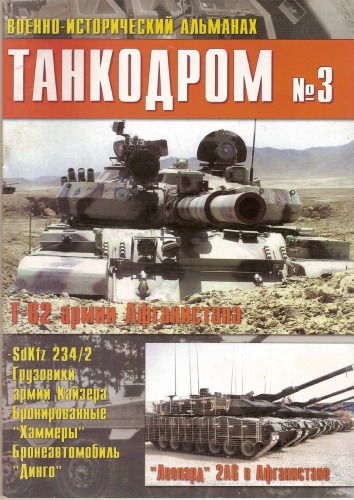 ВОЕННО-ИСТОРИЧЕСКИЙ АЛЬМАНАХ
ТАНКОДРОМ №3
Т-62 армии Афганистана
SdKfz 234/2
Грузовики
армии Кайзера
Бронированные
"Хаммеры"
Бронеавтомобиль
"Динго"
"Леопард" 2А6 в Афганистане